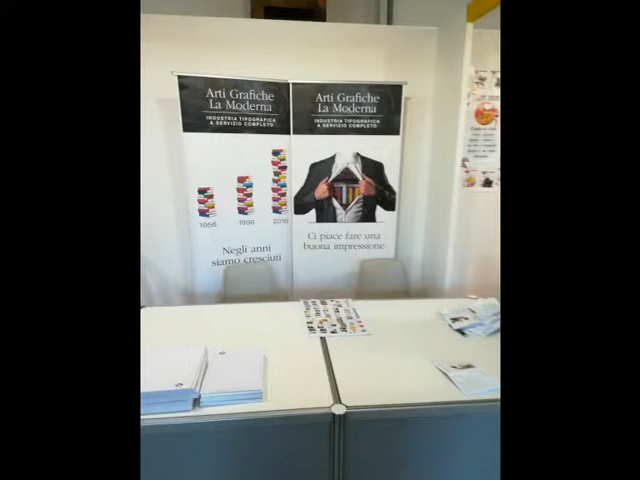 Arti Grafiche
La Moderna
INDUSTRIA TIPOGRAFICA
A SERVIZIO COMPLETO
1956
1996
2016
Negli anni
siamo cresciuti
Arti Grafiche
La Moderna
INDUSTRIA TIPOGRAFICA
A SERVIZIO COMPLETO
Ci piace fare una
buona impressione